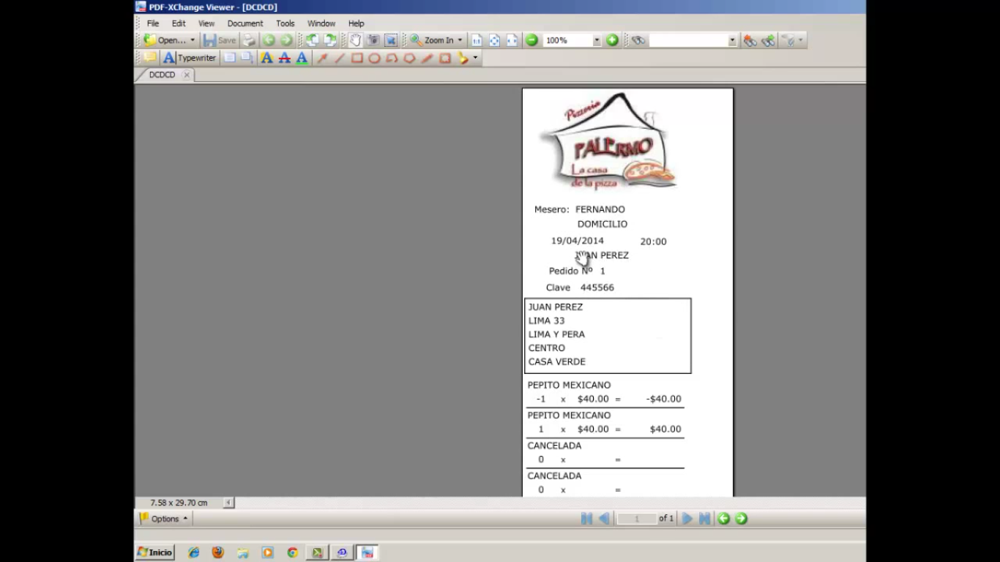 PDF-XChange Viewer - [DCDCD]
File Edit View Document Tools Window Help
Open... Save Zoom In 100%
Typewriter
DCDCD
Pizzeria
PALERMO
La casa
de la pizza
Mesero: FERNANDO
DOMICILIO
19/04/2014 20:00
JUAN PEREZ
Pedido Nº 1
Clave 445566
JUAN PEREZ
LIMA 33
LIMA Y PERA
CENTRO
CASA VERDE
PEPITO MEXICANO
-1 x $40.00 = -$40.00
PEPITO MEXICANO
1 x $40.00 = $40.00
CANCELADA
0 x =
CANCELADA
0 x =
7.58 x 29.70 cm
Options 1 of 1
Inicio